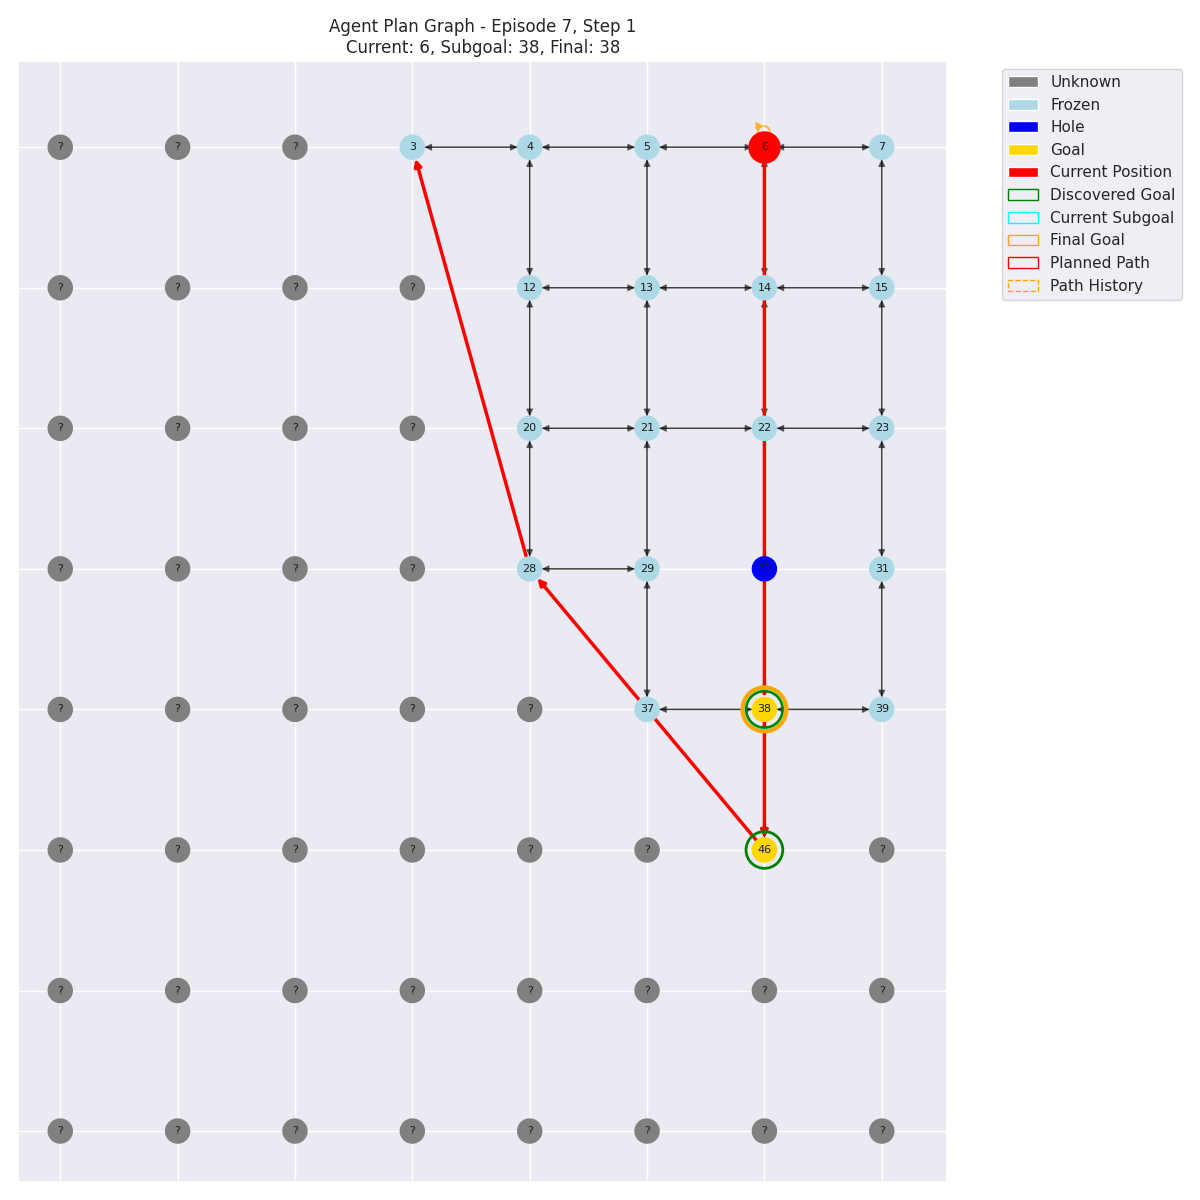 Agent Plan Graph - Episode 7, Step 1
Current: 6, Subgoal: 38, Final: 38
Unknown
Frozen
Hole
Goal
Current Position
Discovered Goal
Current Subgoal
Final Goal
Planned Path
Path History
? ? ? 3 4 5 6 7
? ? ? ? 12 13 14 15
? ? ? ? 20 21 22 23
? ? ? ? 28 29 31
? ? ? ? ? 37 38 39
? ? ? ? ? ? 46 ?
? ? ? ? ? ? ? ?
? ? ? ? ? ? ? ?